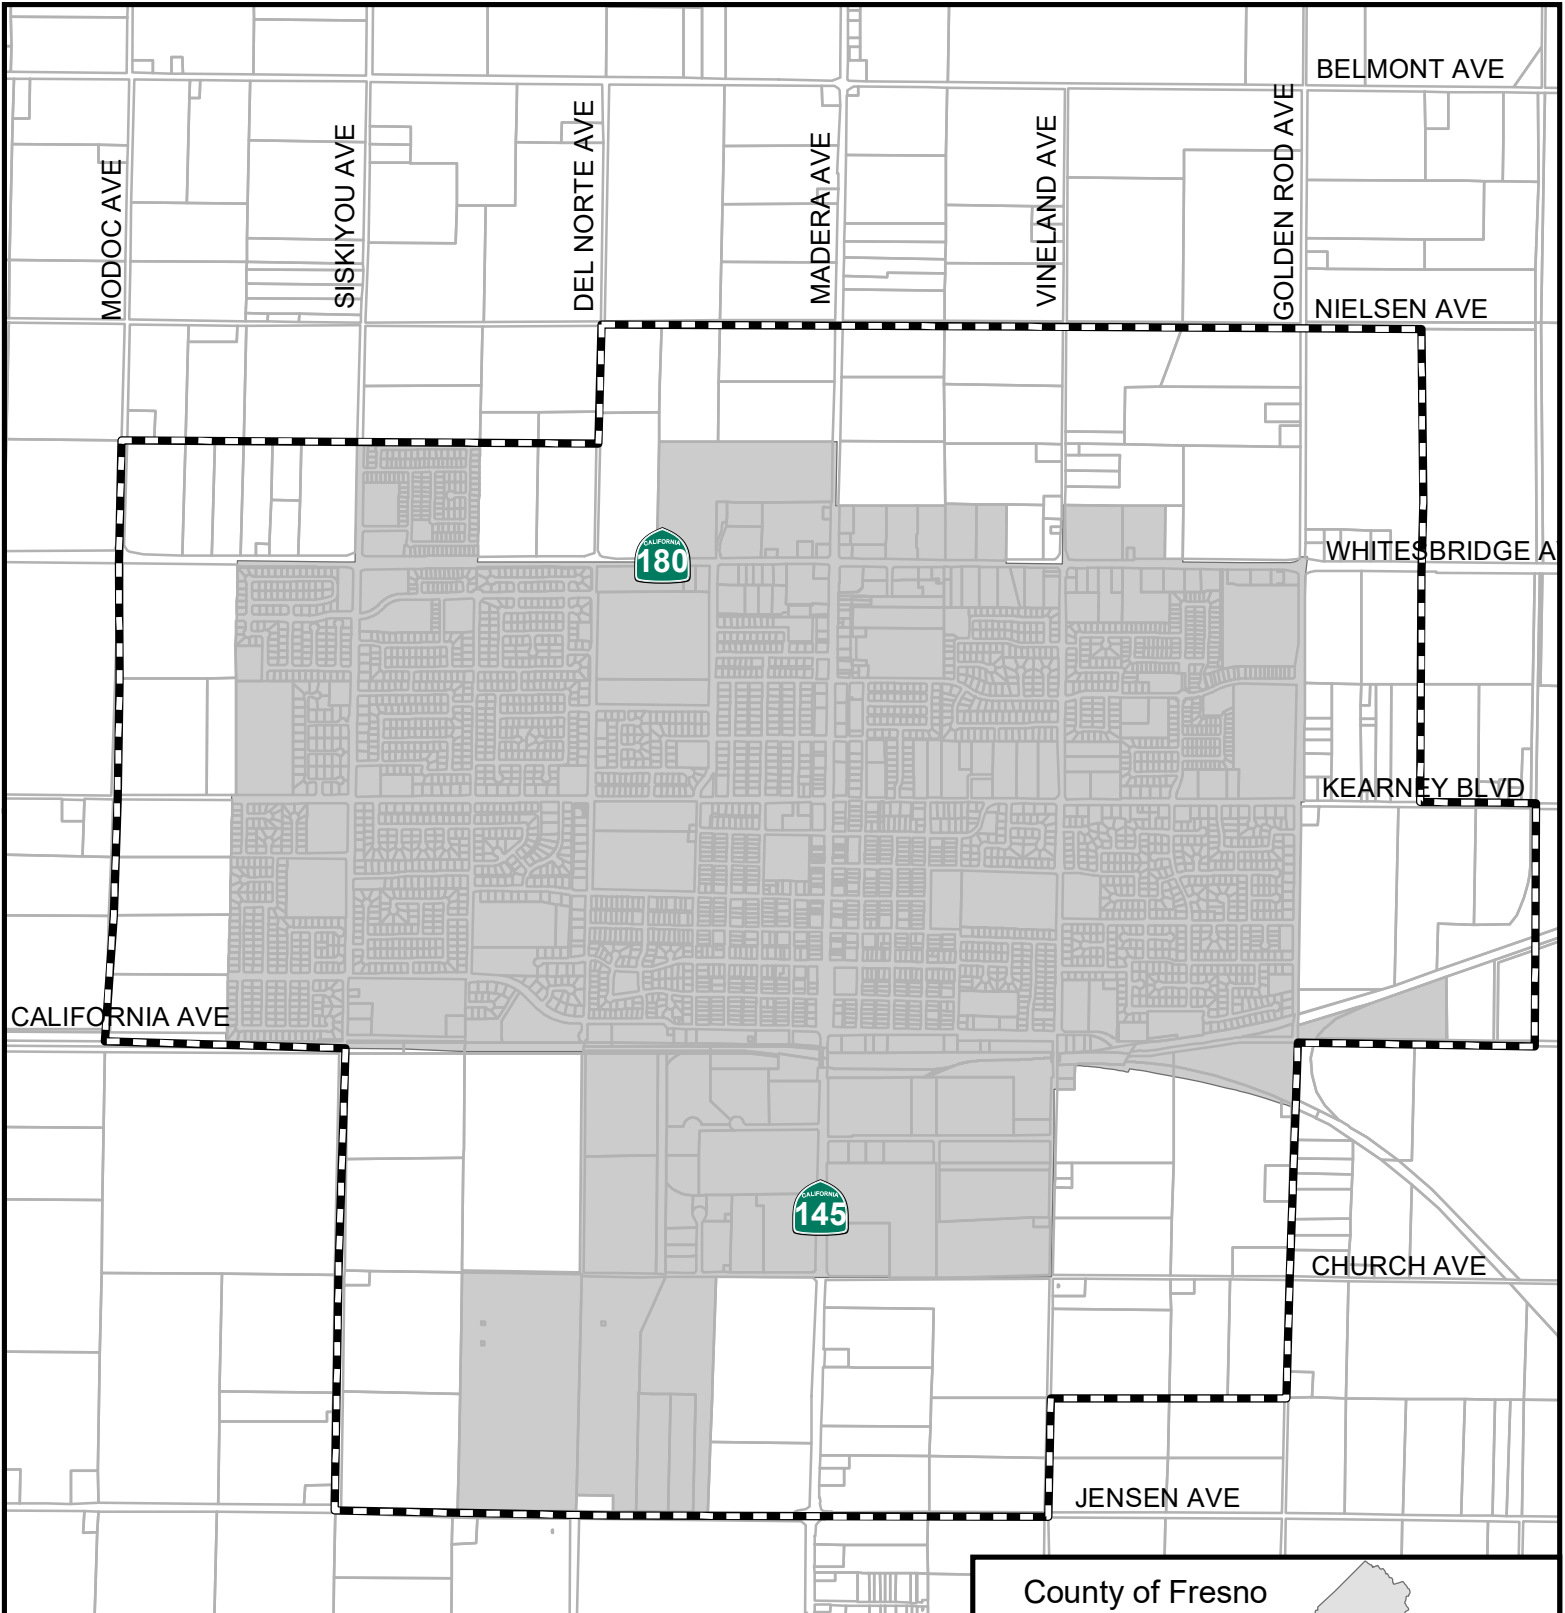 BELMONT AVE
MODOC AVE
SISKIYOU AVE
DEL NORTE AVE
MADERA AVE
VINELAND AVE
GOLDEN ROD AVE
NIELSEN AVE
CALIFORNIA
180
WHITESBRIDGE A
KEARNEY BLVD
CALIFORNIA AVE
CALIFORNIA
145
CHURCH AVE
JENSEN AVE
County of Fresno